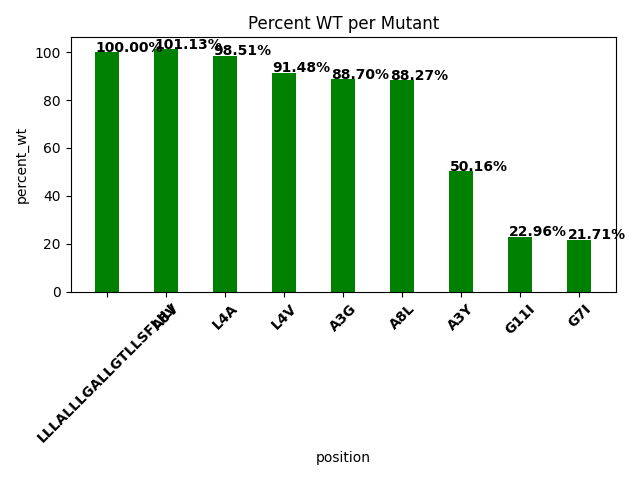 Percent WT per Mutant
percent_wt
100
80
60
40
20
0
100.00%
101.13%
98.51%
91.48%
88.70%
88.27%
50.16%
22.96%
21.71%
L4A
L4V
A3G
A8L
A3Y
G11I
G7I
position